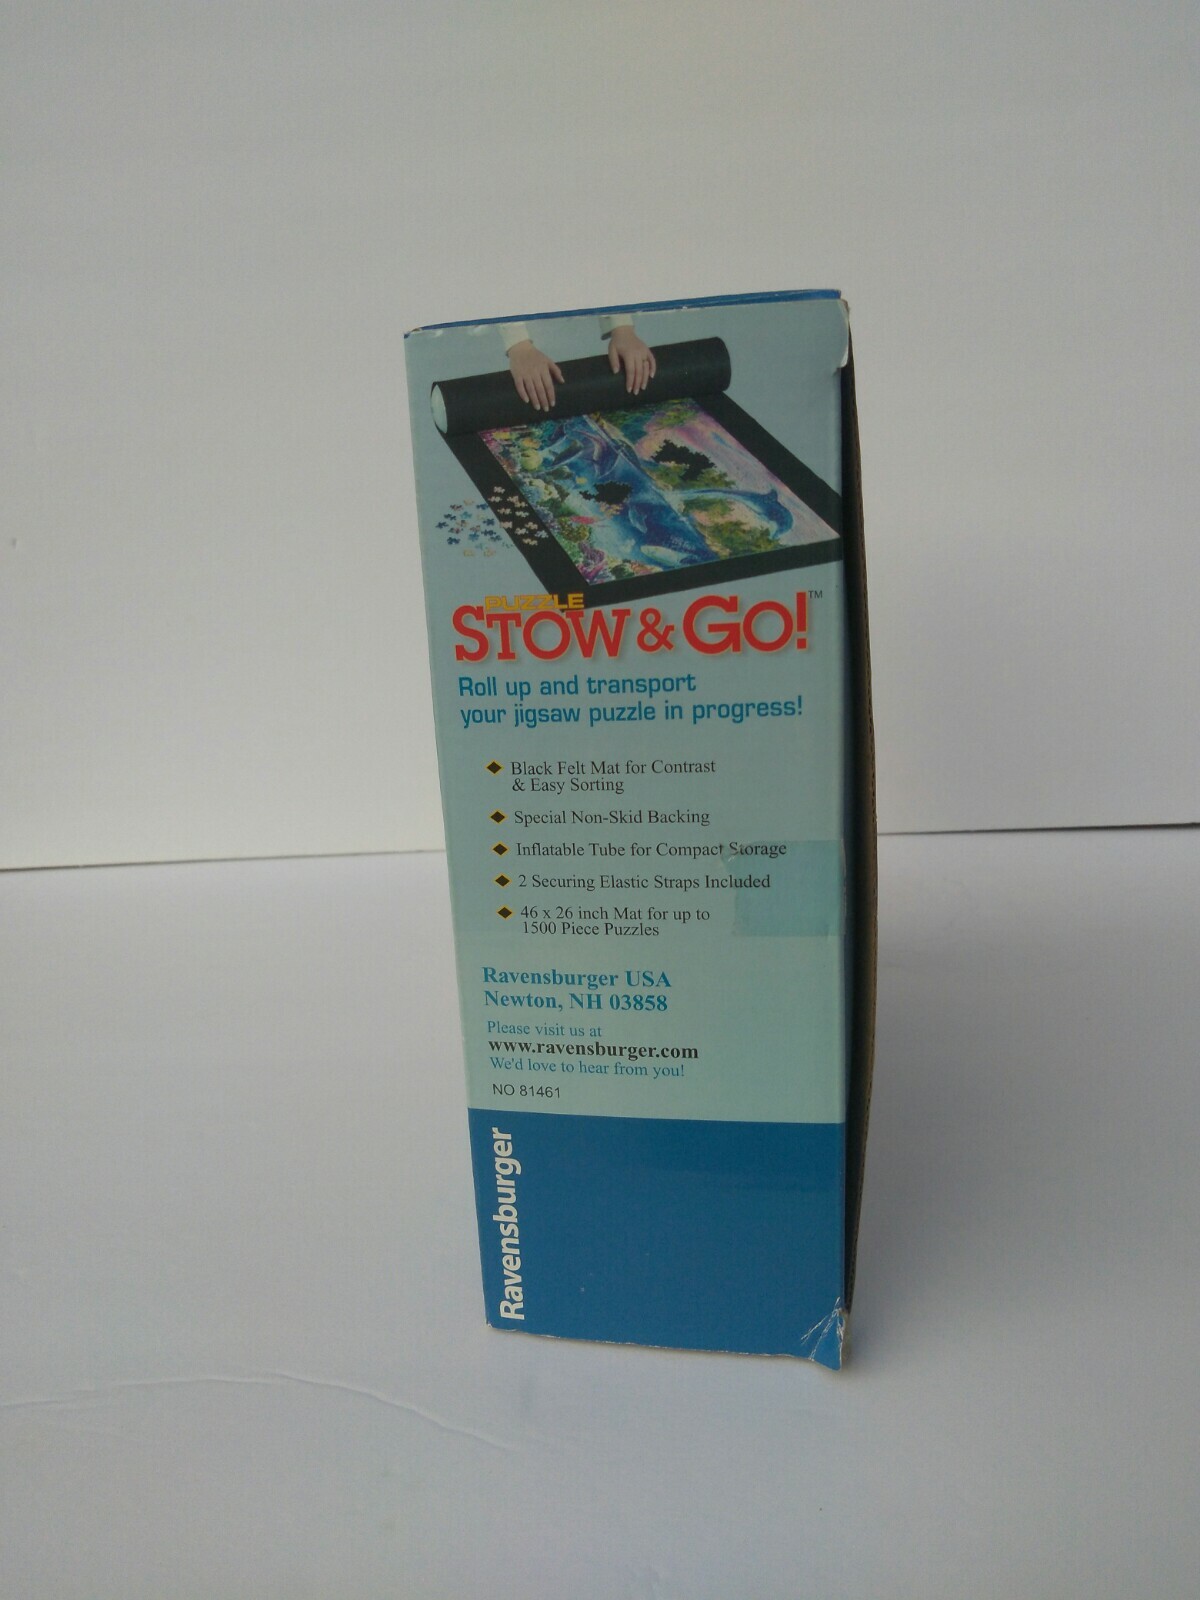 PUZZLE
STOW & GO!™
Roll up and transport
your jigsaw puzzle in progress!
Black Felt Mat for Contrast
& Easy Sorting
Special Non-Skid Backing
Inflatable Tube for Compact Storage
2 Securing Elastic Straps Included
46 x 26 inch Mat for up to
1500 Piece Puzzles
Ravensburger USA
Newton, NH 03858
Please visit us at
www.ravensburger.com
We'd love to hear from you!
NO 81461
Ravensburger